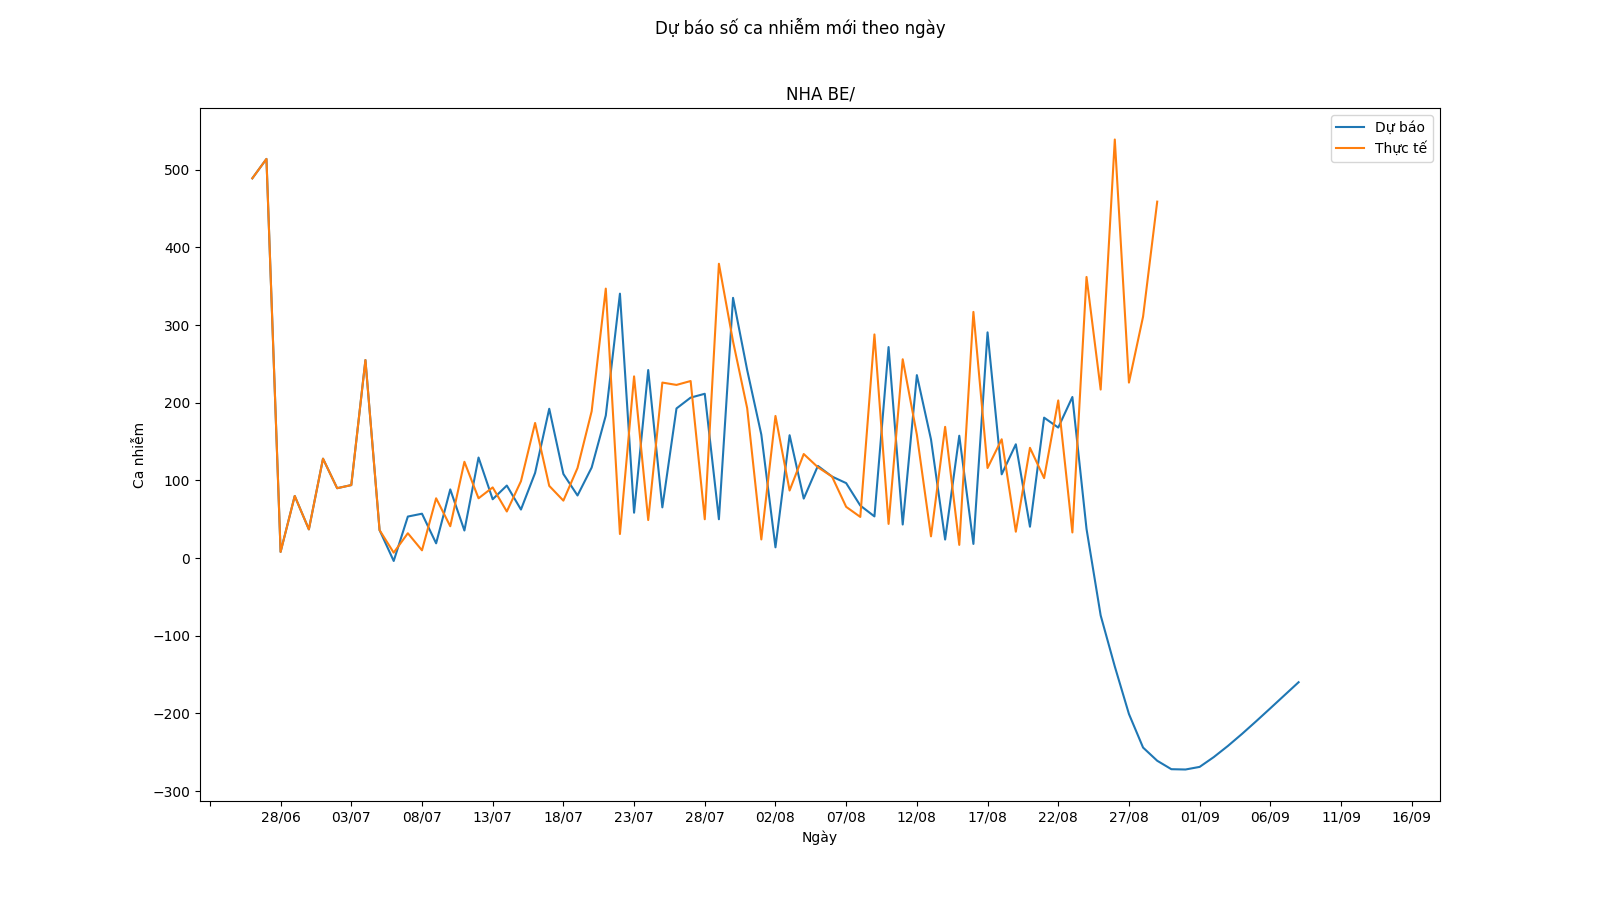 Dự báo số ca nhiễm mới theo ngày
NHA BE/
Dự báo
Thực tế
500
400
300
200
100
0
−100
−200
−300
Ca nhiễm
28/06 03/07 08/07 13/07 18/07 23/07 28/07 02/08 07/08 12/08 17/08 22/08 27/08 01/09 06/09 11/09 16/09
Ngày